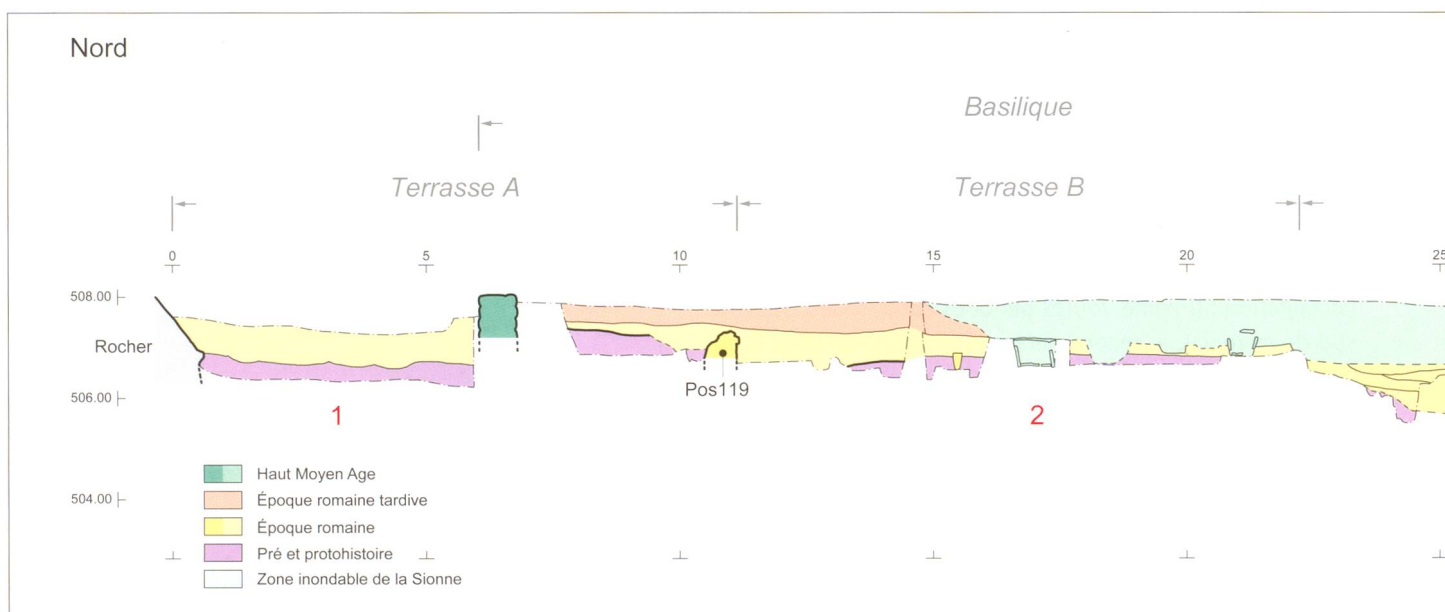 Nord
Basilique
Terrasse A
Terrasse B
0 5 10 15 20 25
508.00
Rocher
506.00
504.00
Pos119
1
2
Haut Moyen Age
Époque romaine tardive
Époque romaine
Pré et protohistoire
Zone inondable de la Sionne